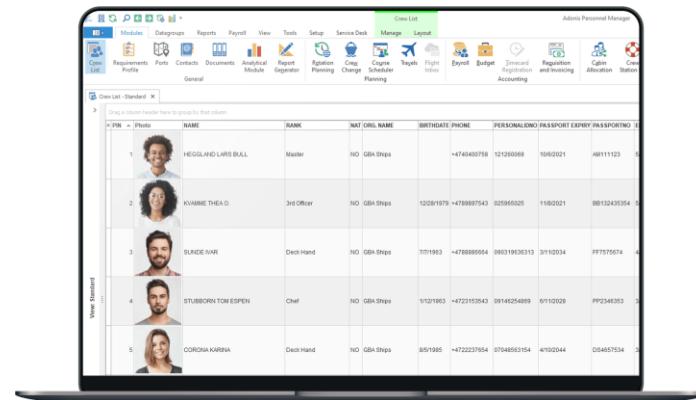 Crew List
Adonis Personnel Manager
Modules Datagroups Reports Payroll View Tools Setup Service Desk Manage Layout
Crew List
Requirements Profile
Ports
Contacts
Documents
Analytical Module
Report Generator
Rotation Planning
Crew Change
Course Scheduler
Travels
Flight Inbox
Payroll
Budget
Timecard Registration
Requisition and Invoicing
Cabin Allocation
Crew Station
General
Planning
Accounting
Crew List - Standard
Drag a column header here to group by that column
PIN Photo NAME RANK NAT ORG. NAME BIRTHDATE PHONE PERSONALIDNO PASSPORT EXPIRY PASSPORTNO
1 HEGGLAND LARS BULL Master NO GBA Ships +4740400758 121260069 10/6/2021 AM111123
2 KVAMME THEA D. 3rd Officer NO GBA Ships 12/28/1979 +4789897543 025965025 11/8/2021 BB132435354
3 SUNDE IVAR Deck Hand NO GBA Ships 7/7/1963 +4788886664 090319636313 3/11/2034 FF7575674
4 STUBBORN TOM ESPEN Chef NO GBA Ships 1/12/1963 +4723153543 09146254869 6/11/2028 PP2346353
5 CORONA KARINA Deck Hand NO GBA Ships 8/5/1985 +4722237654 07048563154 4/10/2044 DS4657534
View: Standard